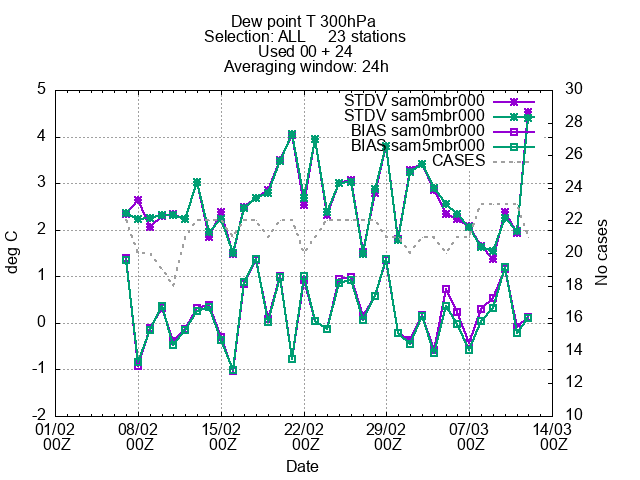 Dew point T 300hPa
Selection: ALL 23 stations
Used 00 + 24
Averaging window: 24h
STDV sam0mbr000
STDV sam5mbr000
BIAS sam0mbr000
BIAS sam5mbr000
CASES
deg C
5
4
3
2
1
0
-1
-2
30
28
26
24
22
20
18
16
14
12
10
No cases
01/02 08/02 15/02 22/02 29/02 07/03 14/03
00Z 00Z 00Z 00Z 00Z 00Z 00Z
Date